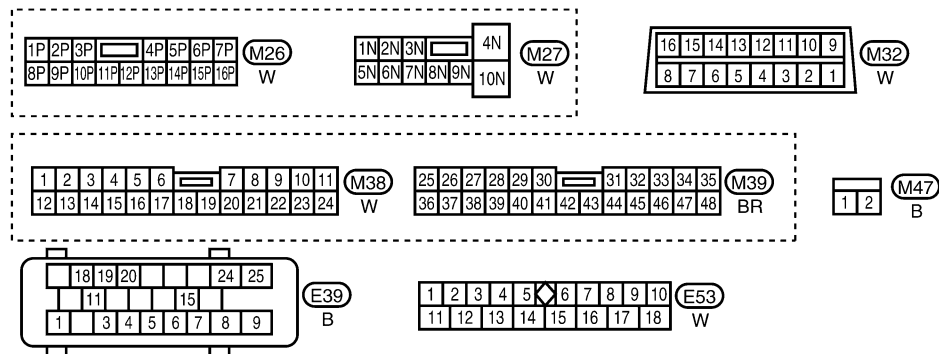 1P 2P 3P 4P 5P 6P 7P
8P 9P 10P 11P 12P 13P 14P 15P 16P
M26
W
1N 2N 3N 4N
5N 6N 7N 8N 9N 10N
M27
W
16 15 14 13 12 11 10 9
8 7 6 5 4 3 2 1
M32
W
1 2 3 4 5 6 7 8 9 10 11
12 13 14 15 16 17 18 19 20 21 22 23 24
M38
W
25 26 27 28 29 30 31 32 33 34 35
36 37 38 39 40 41 42 43 44 45 46 47 48
M39
BR
1 2
M47
B
18 19 20 24 25
11 15
1 3 4 5 6 7 8 9
E39
B
1 2 3 4 5 6 7 8 9 10
11 12 13 14 15 16 17 18
E53
W